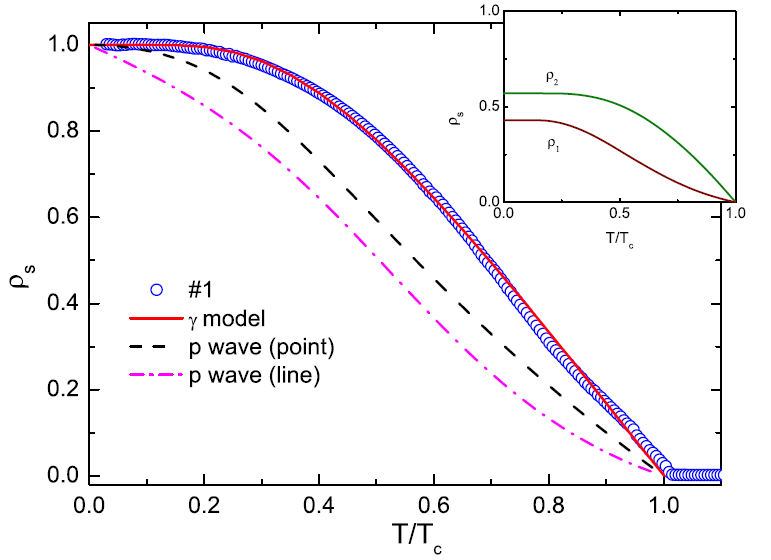 1.0
0.8
0.6
0.4
0.2
0.0
ρs
0.0 0.2 0.4 0.6 0.8 1.0
T/Tc
#1
γ model
p wave (point)
p wave (line)
1.0
0.5
0.0
ρs
ρ2
ρ1
0.0 0.5 1.0
T/Tc